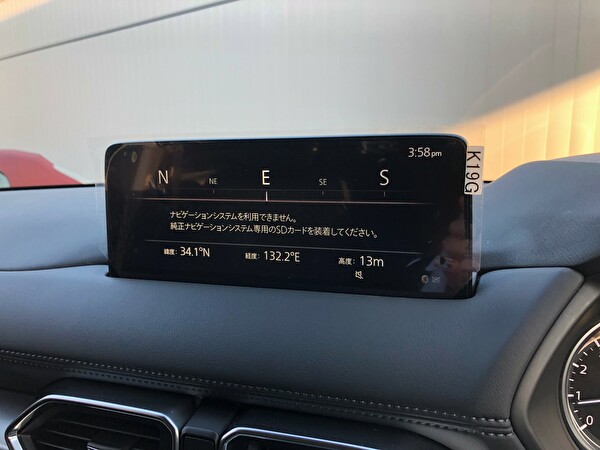 3:58pm
N NE E SE S
ナビゲーションシステムを利用できません。
純正ナビゲーションシステム専用のSDカードを装着してください。
緯度: 34.1°N 経度: 132.2°E 高度: 13m
K19G
2
1
0